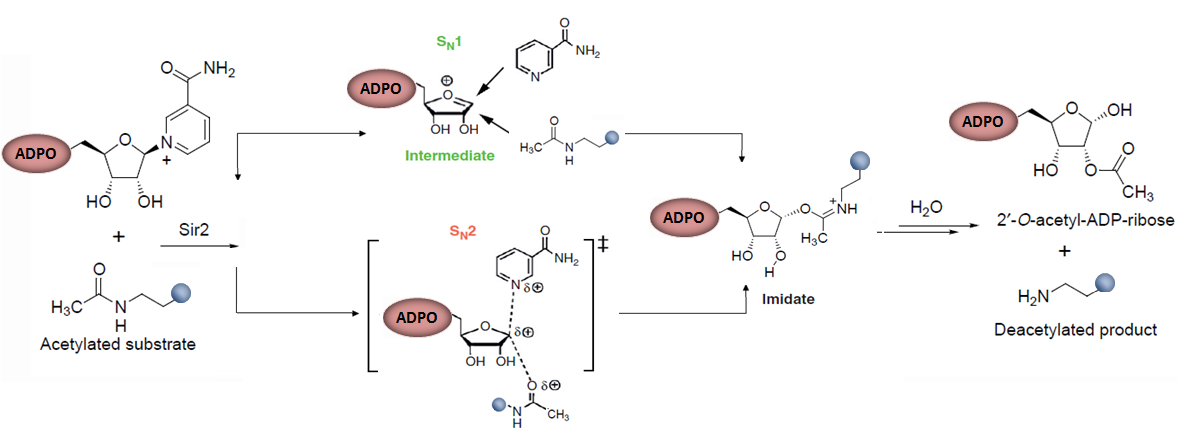 O
NH2
ADPO
O
N
+
HO
OH
+
O
H3C
N
H
Acetylated substrate
Sir2
SN1
O
NH2
N
ADPO
⊕
O
OH
OH
Intermediate
O
H3C
N
H
SN2
‡
O
NH2
N
δ⊕
ADPO
O
δ⊕
OH
OH
O
δ⊕
N
H
CH3
ADPO
O
O
+
NH
H3C
HO
O
H
Imidate
H2O
ADPO
O
OH
HO
O
O
CH3
2′-O-acetyl-ADP-ribose
+
H2N
Deacetylated product